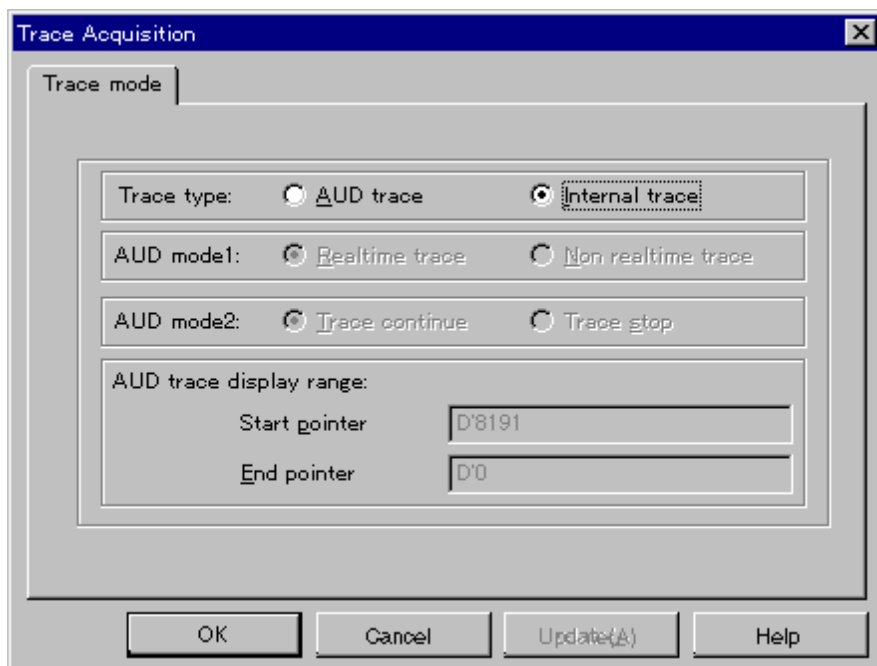 Trace Acquisition
Trace mode
Trace type: AUD trace Internal trace
AUD mode1: Realtime trace Non realtime trace
AUD mode2: Trace continue Trace stop
AUD trace display range:
Start pointer D'8191
End pointer D'0
OK Cancel Update(A) Help